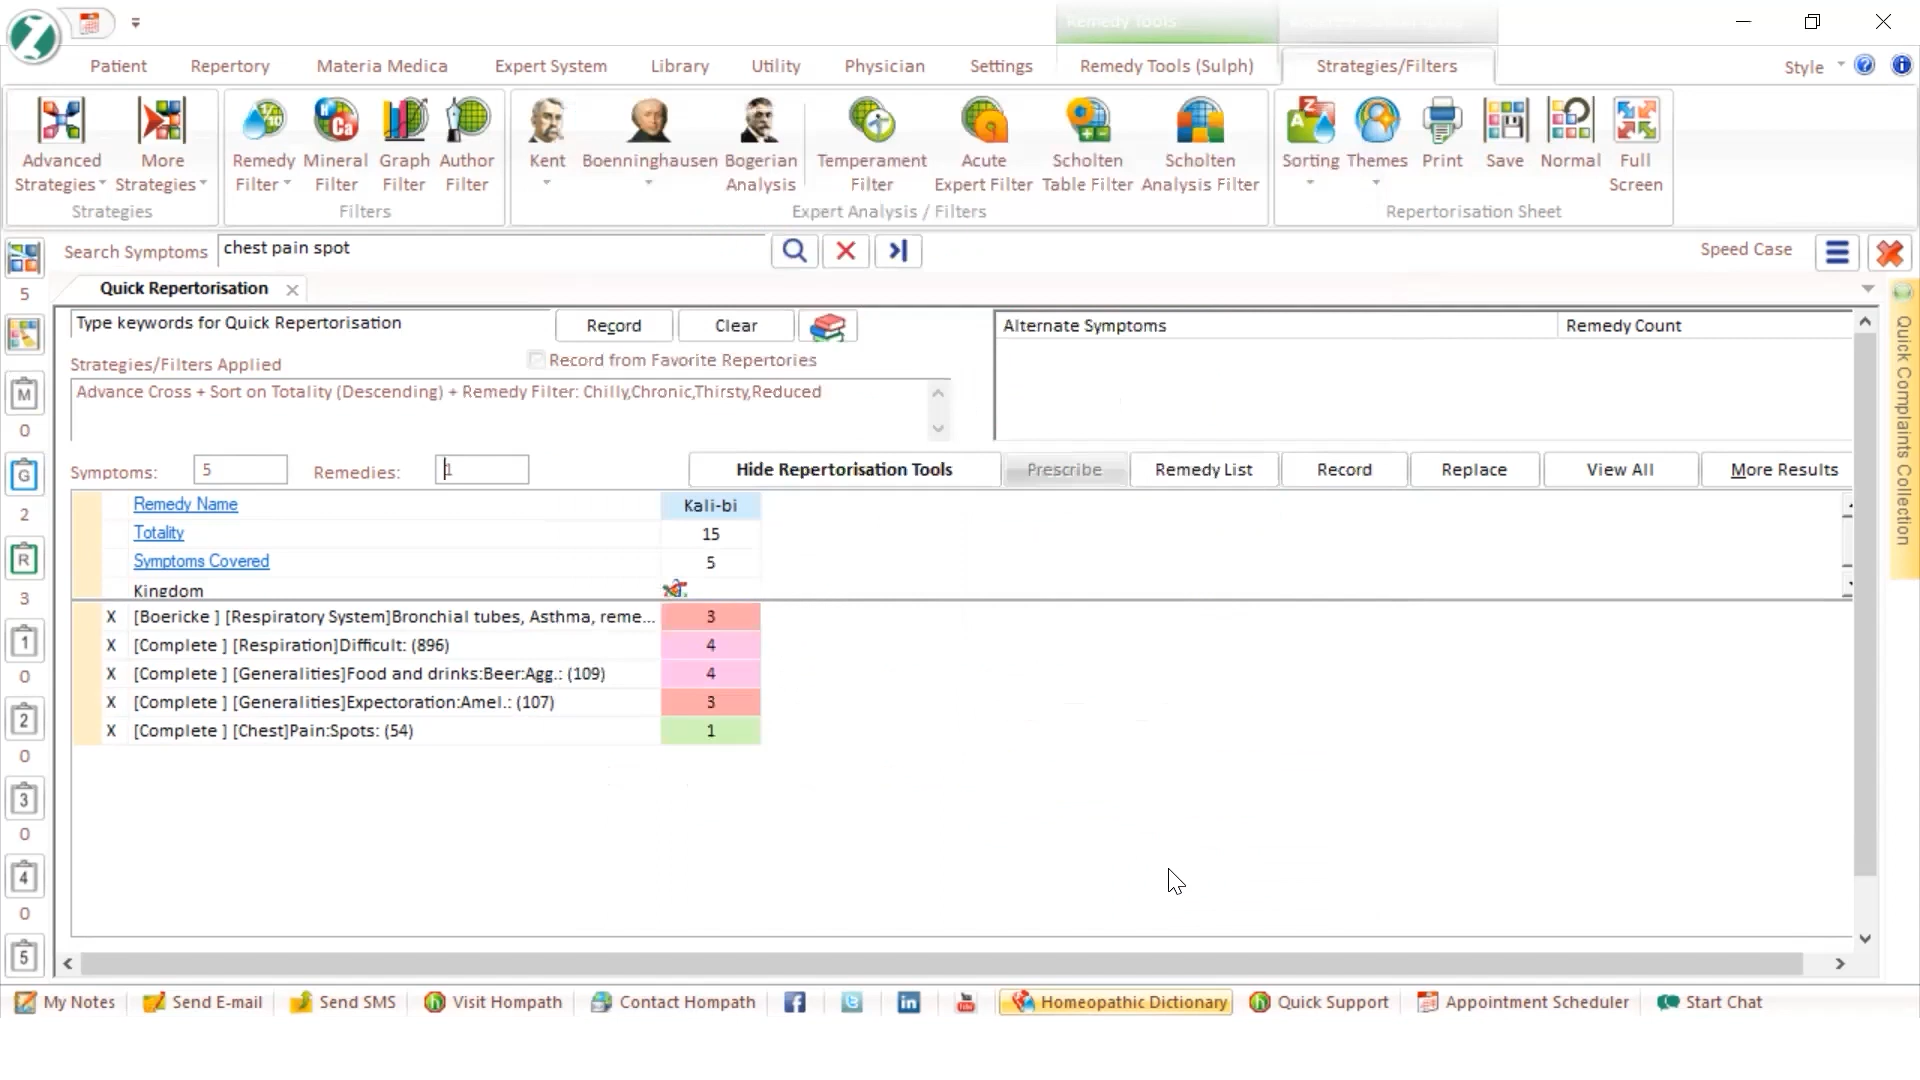 Remedy Tools
Patient Repertory Materia Medica Expert System Library Utility Physician Settings Remedy Tools (Sulph) Strategies/Filters Style
Advanced Strategies More Strategies Remedy Filter Mineral Filter Graph Filter Author Filter Kent Boenninghausen Bogerian Analysis Temperament Filter Acute Expert Filter Scholten Table Filter Scholten Analysis Filter Sorting Themes Print Save Normal Full Screen
Strategies Filters Expert Analysis / Filters Repertorisation Sheet
Search Symptoms chest pain spot Speed Case
5
Quick Repertorisation
Type keywords for Quick Repertorisation Record Clear Alternate Symptoms Remedy Count
Strategies/Filters Applied Record from Favorite Repertories
Advance Cross + Sort on Totality (Descending) + Remedy Filter: Chilly,Chronic,Thirsty,Reduced
Quick Complaints Collection
M
0
Symptoms: 5 Remedies: 1 Hide Repertorisation Tools Prescribe Remedy List Record Replace View All More Results
G
2
Remedy Name Kali-bi
Totality 15
Symptoms Covered 5
Kingdom
R
3
X [Boericke ] [Respiratory System]Bronchial tubes, Asthma, reme... 3
X [Complete ] [Respiration]Difficult: (896) 4
X [Complete ] [Generalities]Food and drinks:Beer:Agg.: (109) 4
X [Complete ] [Generalities]Expectoration:Amel.: (107) 3
X [Complete ] [Chest]Pain:Spots: (54) 1
1
0
2
0
3
0
4
0
5
My Notes Send E-mail Send SMS Visit Hompath Contact Hompath Homeopathic Dictionary Quick Support Appointment Scheduler Start Chat